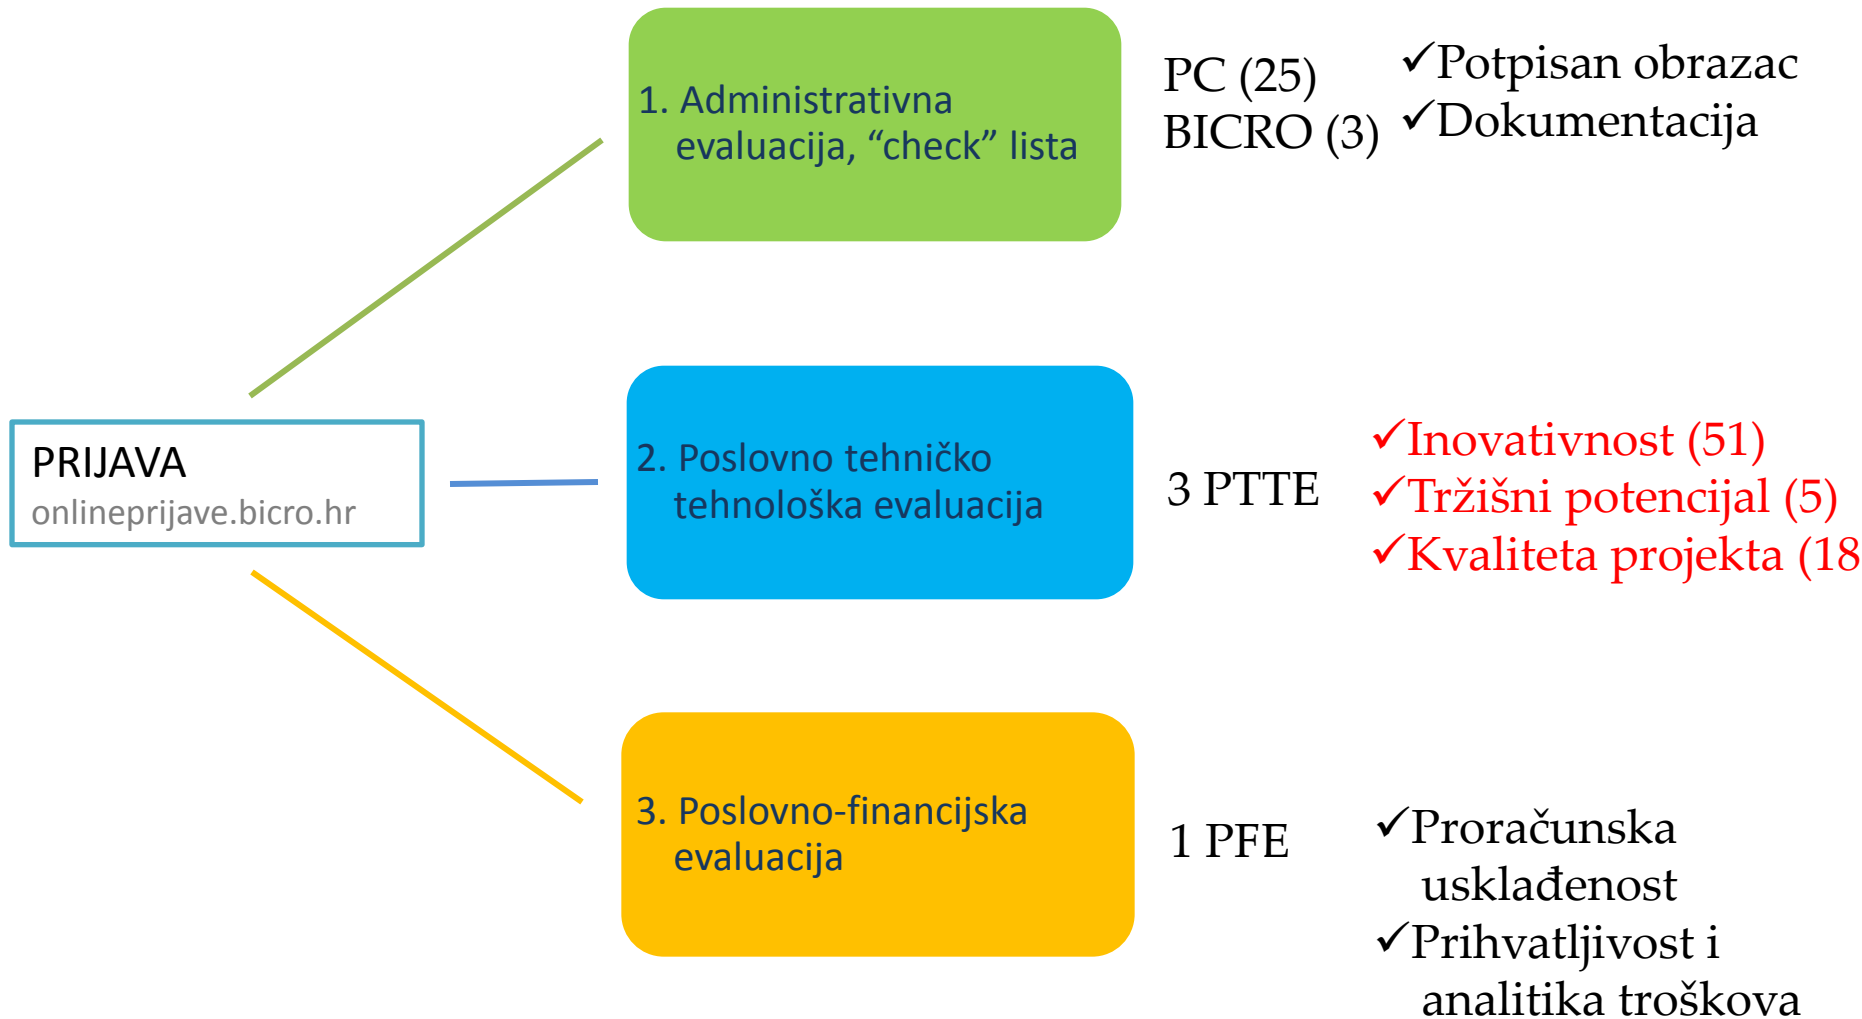 1. Administrativna
evaluacija, “check” lista
PC (25)
BICRO (3)
✓Potpisan obrazac
✓Dokumentacija
PRIJAVA
onlineprijave.bicro.hr
2. Poslovno tehničko
tehnološka evaluacija
3 PTTE
✓Inovativnost (51)
✓Tržišni potencijal (5)
✓Kvaliteta projekta (18
3. Poslovno-financijska
evaluacija
1 PFE
✓Proračunska
usklađenost
✓Prihvatljivost i
analitika troškova